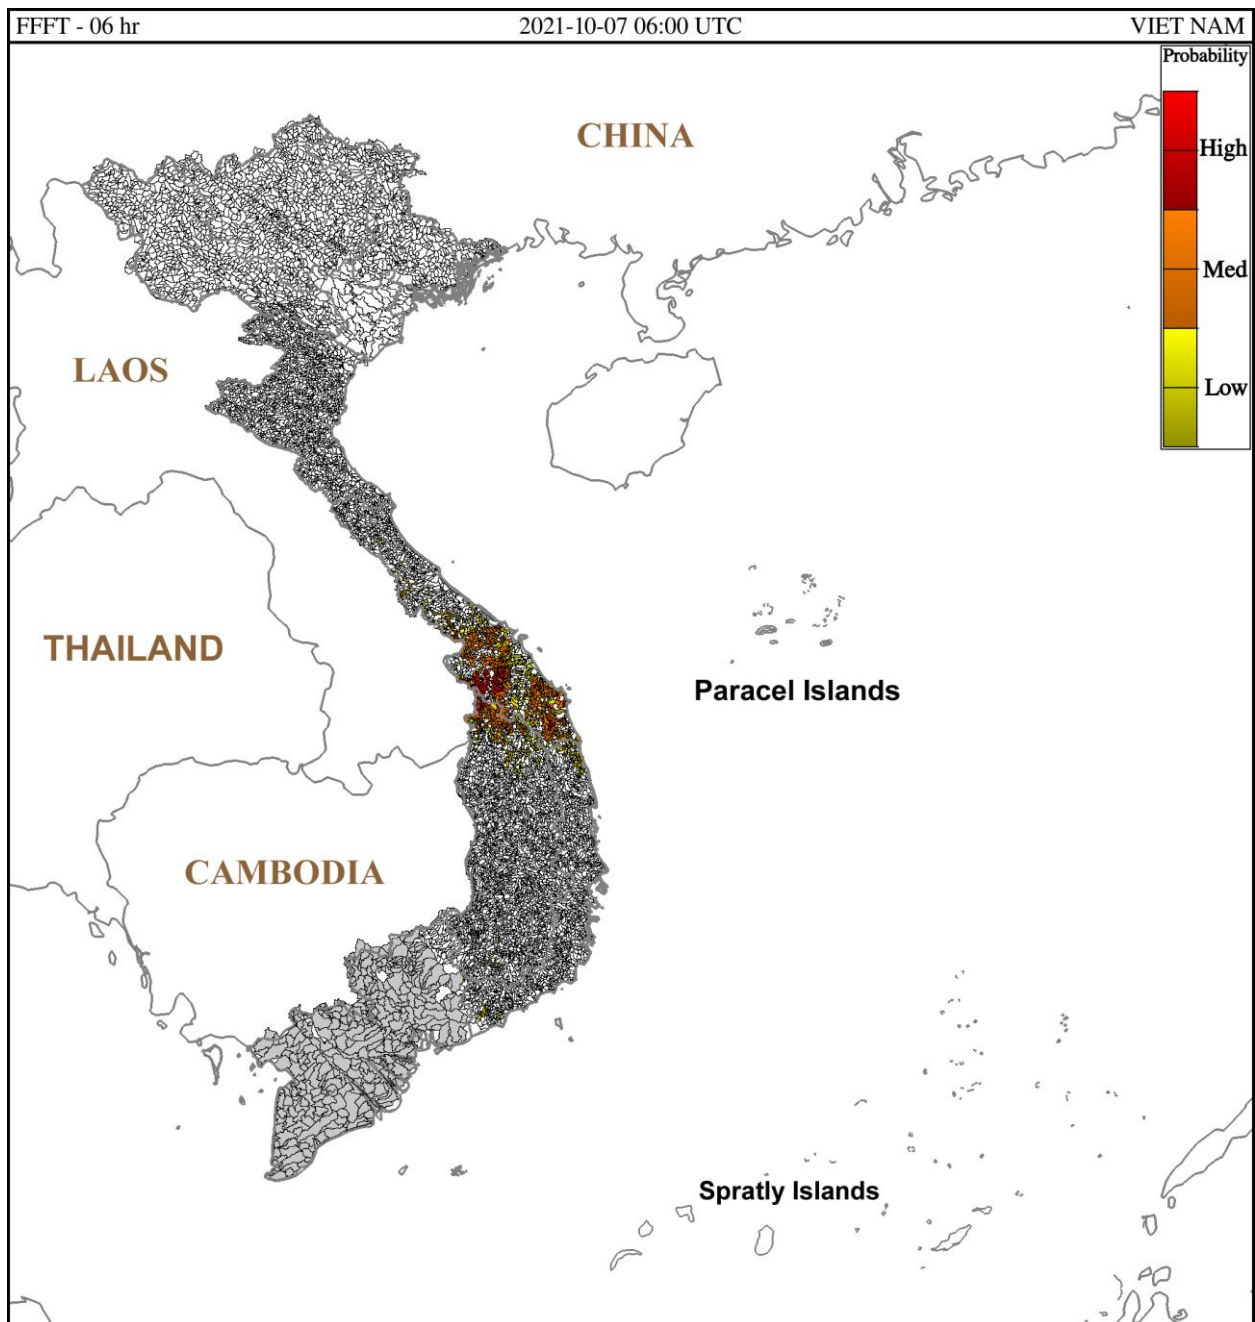 FFFT - 06 hr
2021-10-07 06:00 UTC
VIET NAM
Probability
High
Med
Low
CHINA
LAOS
THAILAND
Paracel Islands
CAMBODIA
Spratly Islands